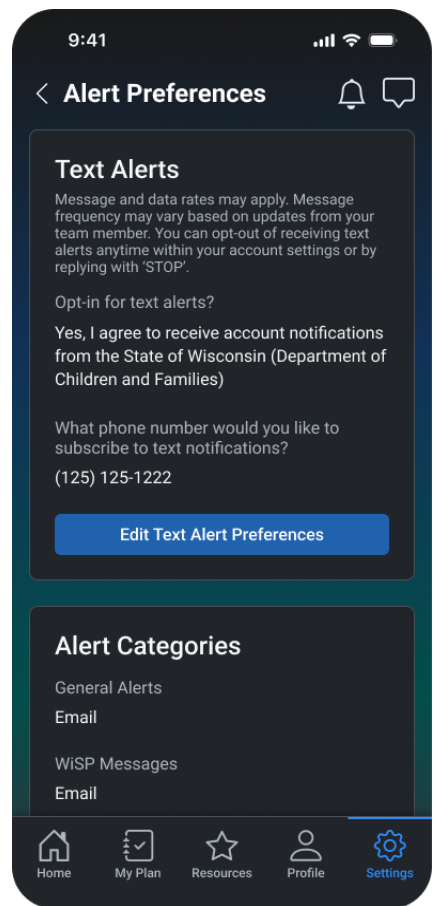 9:41
Alert Preferences
Text Alerts
Message and data rates may apply. Message
frequency may vary based on updates from your
team member. You can opt-out of receiving text
alerts anytime within your account settings or by
replying with ‘STOP’.
Opt-in for text alerts?
Yes, I agree to receive account notifications
from the State of Wisconsin (Department of
Children and Families)
What phone number would you like to
subscribe to text notifications?
(125) 125-1222
Edit Text Alert Preferences
Alert Categories
General Alerts
Email
WiSP Messages
Email
Home My Plan Resources Profile Settings